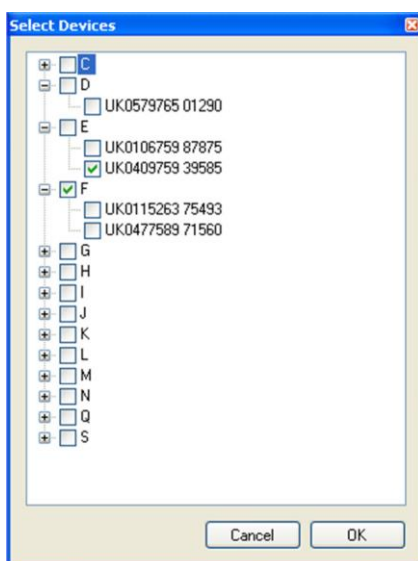 Select Devices
C
D
UK0579765 01290
E
UK0106759 87875
UK0409759 39585
F
UK0115263 75493
UK0477589 71560
G
H
I
J
K
L
M
N
Q
S
Cancel OK